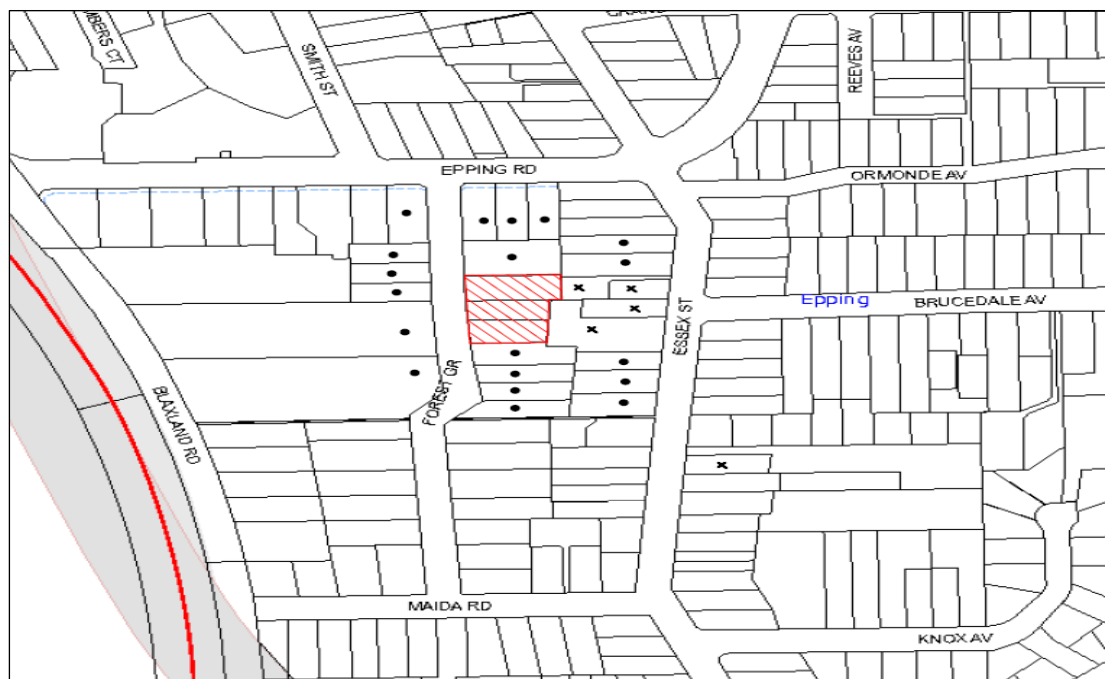 SMITH ST
REEVES AV
EPPING RD
ORMONDE AV
Epping
BRUCEDALE AV
ESSEX ST
FOREST GR
BLAXLAND RD
MAIDA RD
KNOX AV